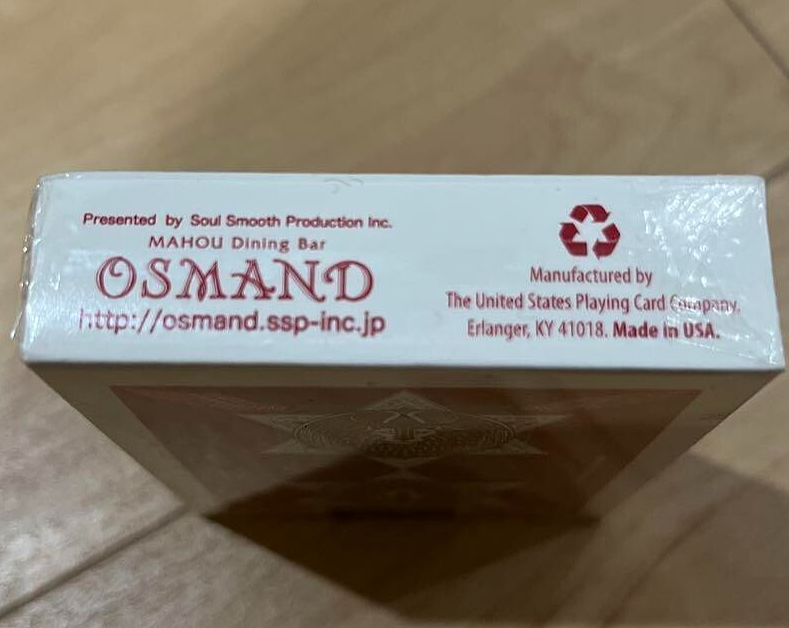 Presented by Soul Smooth Production Inc.
MAHOU Dining Bar
OSMAND
http://osmand.ssp-inc.jp
Manufactured by
The United States Playing Card Company.
Erlanger, KY 41018. Made in USA.